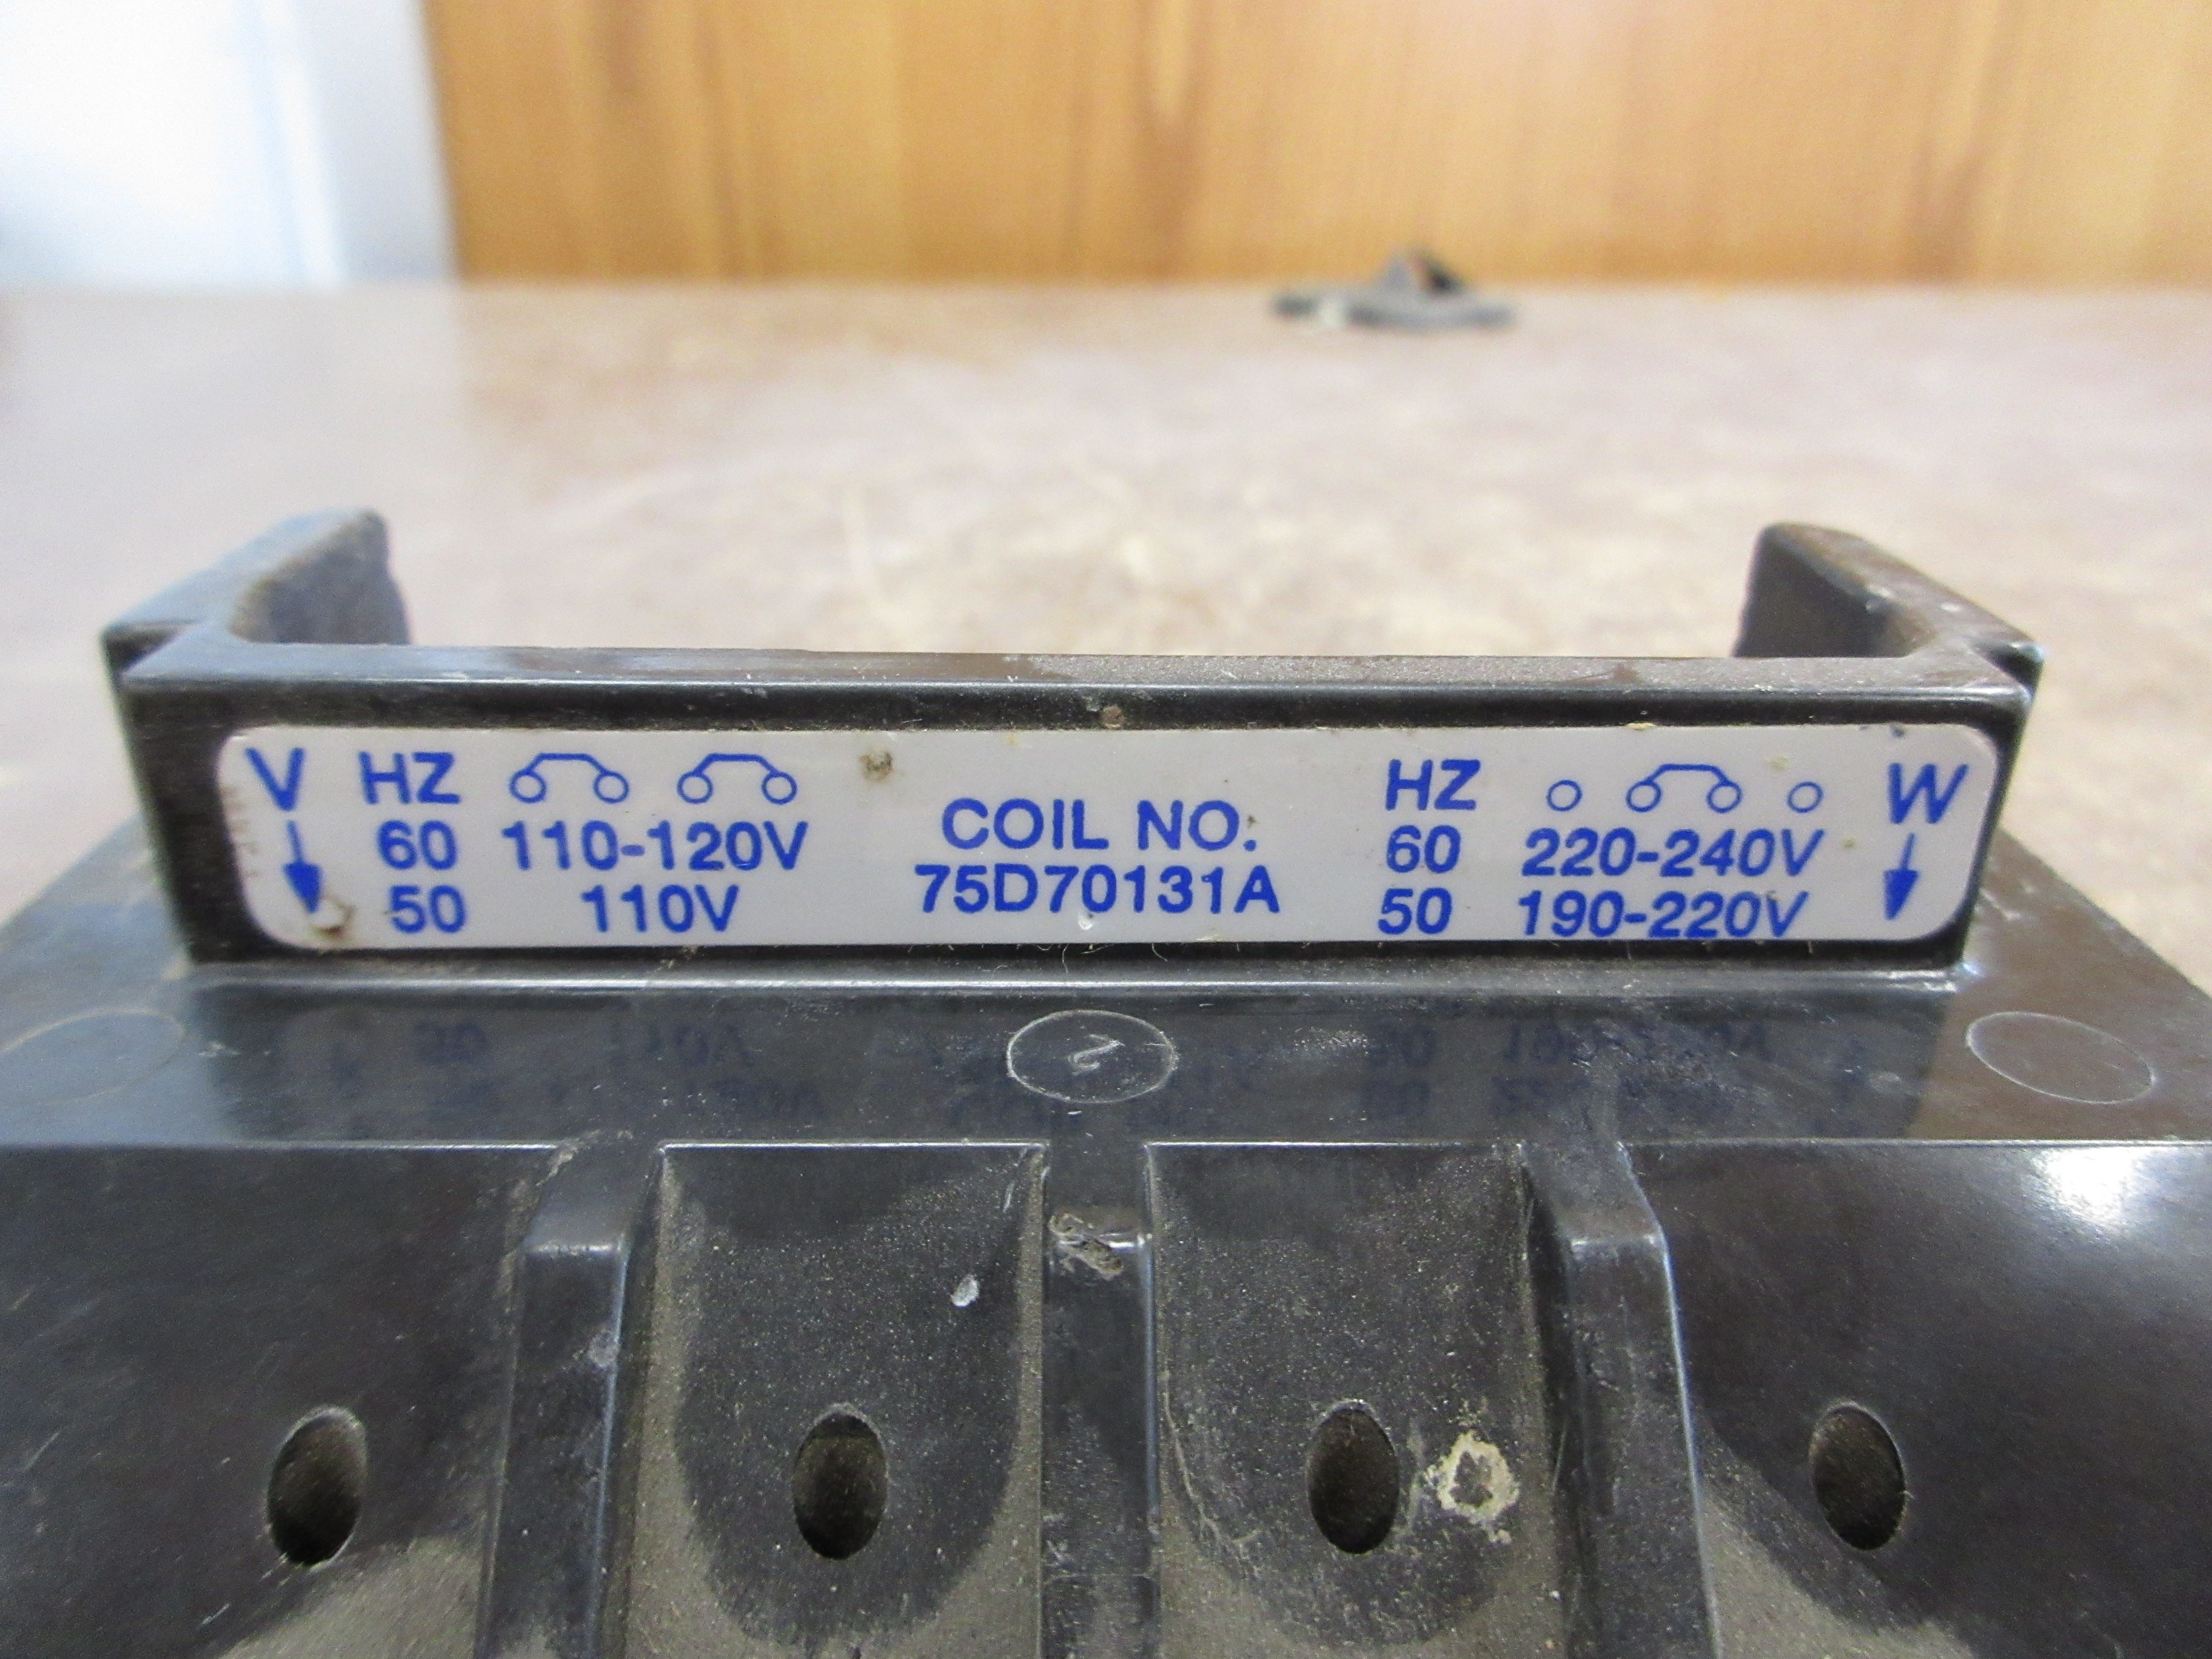 V HZ COIL NO. HZ W
60 110-120V 75D70131A 60 220-240V
50 110V 50 190-220V